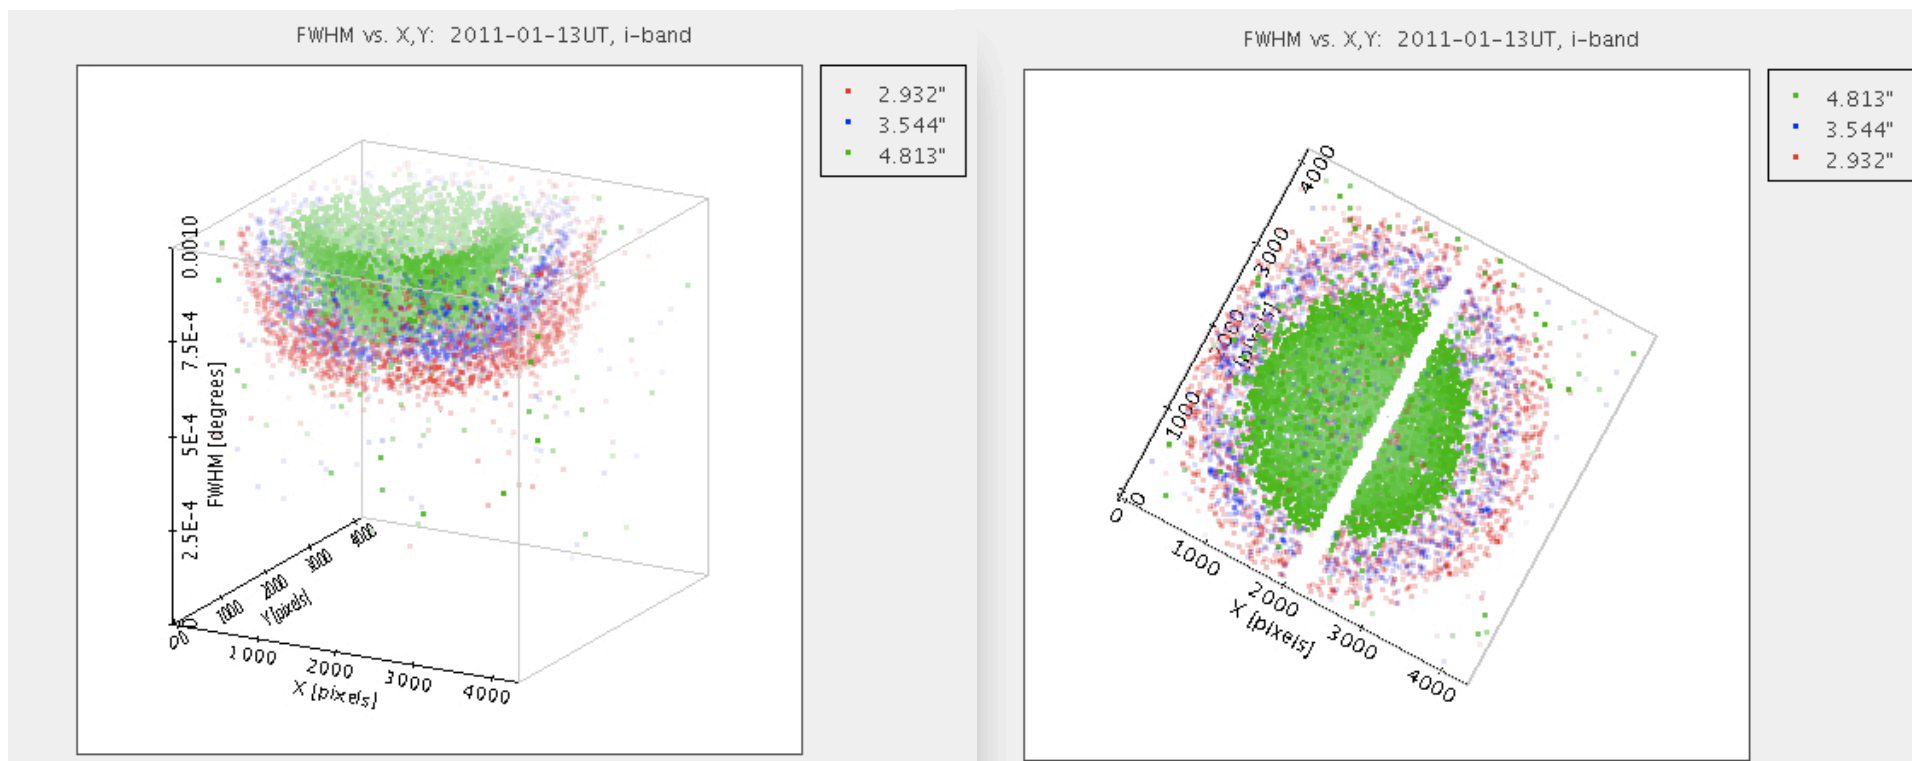 FWHM vs. X,Y: 2011-01-13UT, i-band
2.932"
3.544"
4.813"
0.0010
7.5E-4
5E-4
2.5E-4
FWHM [degrees]
0
0
1000
2000
3000
4000
Y [pixels]
1000
2000
3000
4000
X [pixels]
FWHM vs. X,Y: 2011-01-13UT, i-band
4.813"
3.544"
2.932"
4000
3000
2000
1000
0
[pixels]
0
1000
2000
3000
4000
X [pixels]